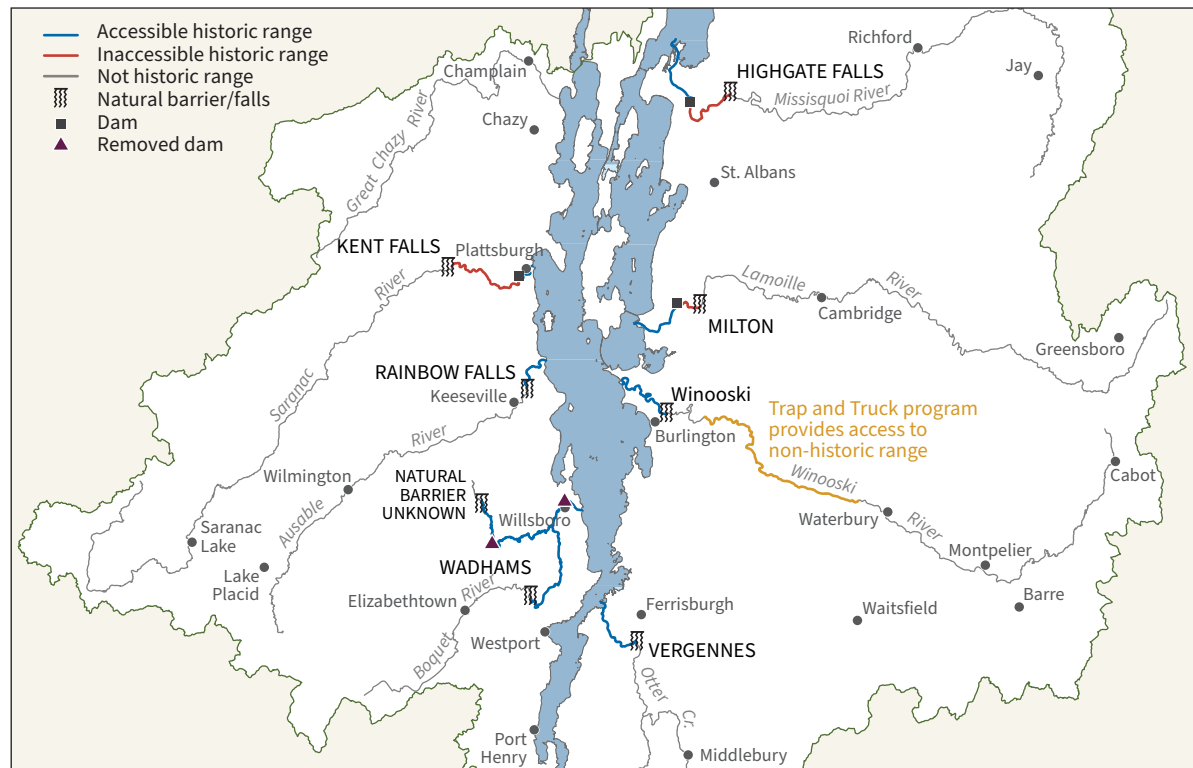 Accessible historic range
Inaccessible historic range
Not historic range
Natural barrier/falls
Dam
Removed dam
Champlain
Great Chazy River
Chazy
HIGHGATE FALLS
Richford
Jay
Missisquoi River
St. Albans
KENT FALLS
Plattsburgh
Saranac River
Lamoille River
MILTON
Cambridge
Greensboro
RAINBOW FALLS
Keeseville
Winooski
Burlington
Trap and Truck program
provides access to
non-historic range
Winooski River
Cabot
Wilmington
Ausable River
NATURAL
BARRIER
UNKNOWN
Willsboro
Waterbury
Saranac
Lake
Lake
Placid
WADHAMS
Montpelier
Elizabethtown
Boquet River
Ferrisburgh
Waitsfield
Barre
Westport
VERGENNES
Otter Cr.
Port
Henry
Middlebury